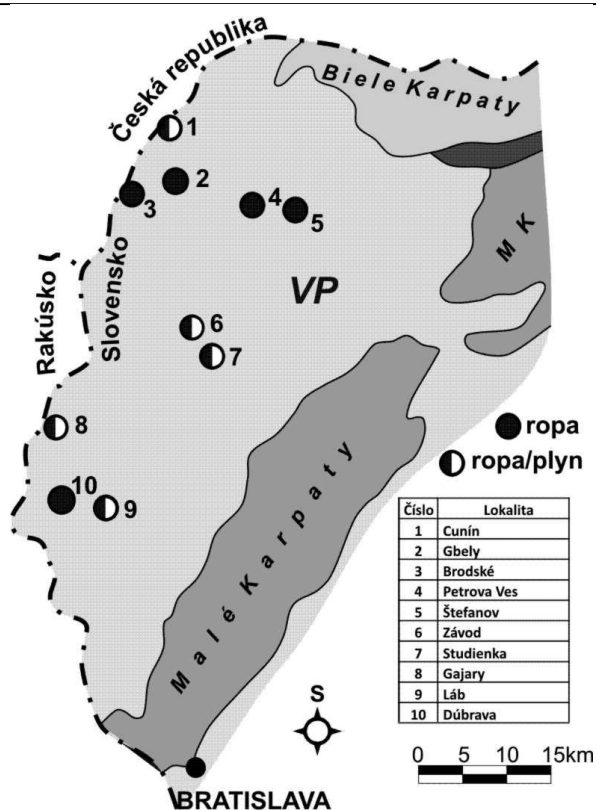 Česká republika
Biele Karpaty
1
2
3
4
5
MK
Slovensko
Rakúsko
VP
6
7
8
ropa
ropa/plyn
10
9
Malé Karpaty
Číslo Lokalita
1 Cunín
2 Gbely
3 Brodské
4 Petrova Ves
5 Štefanov
6 Závod
7 Studienka
8 Gajary
9 Láb
10 Dúbrava
S
0 5 10 15km
BRATISLAVA